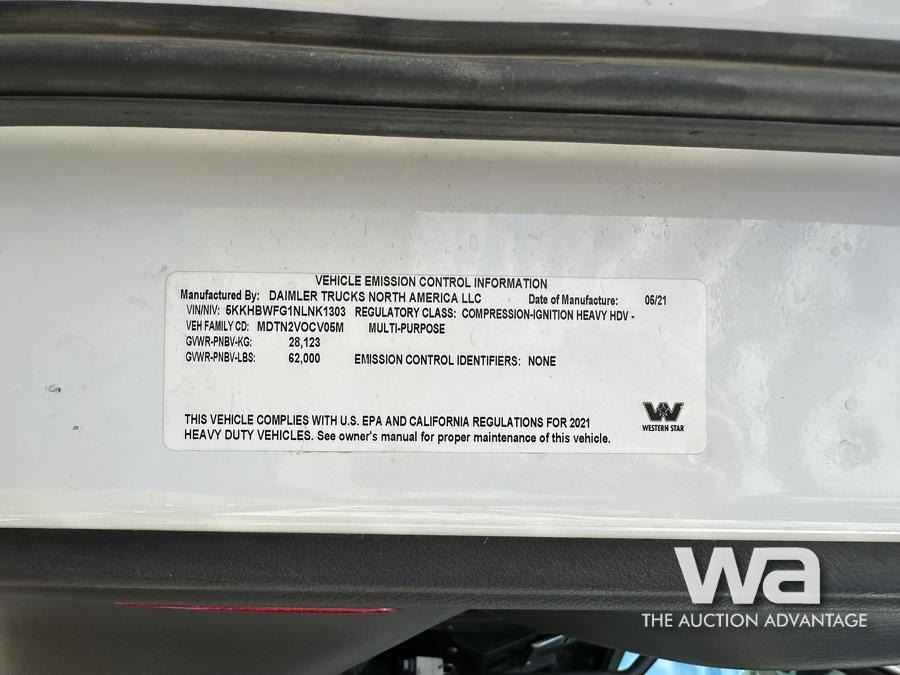 VEHICLE EMISSION CONTROL INFORMATION
Manufactured By: DAIMLER TRUCKS NORTH AMERICA LLC Date of Manufacture: 05/21
VIN/NIV: 5KKHBWFG1NLNK1303 REGULATORY CLASS: COMPRESSION-IGNITION HEAVY HDV -
VEH FAMILY CD: MDTN2VOCV05M MULTI-PURPOSE
GVWR-PNBV-KG: 28,123
GVWR-PNBV-LBS: 62,000 EMISSION CONTROL IDENTIFIERS: NONE
THIS VEHICLE COMPLIES WITH U.S. EPA AND CALIFORNIA REGULATIONS FOR 2021
HEAVY DUTY VEHICLES. See owner's manual for proper maintenance of this vehicle.
WESTERN STAR
wa
THE AUCTION ADVANTAGE